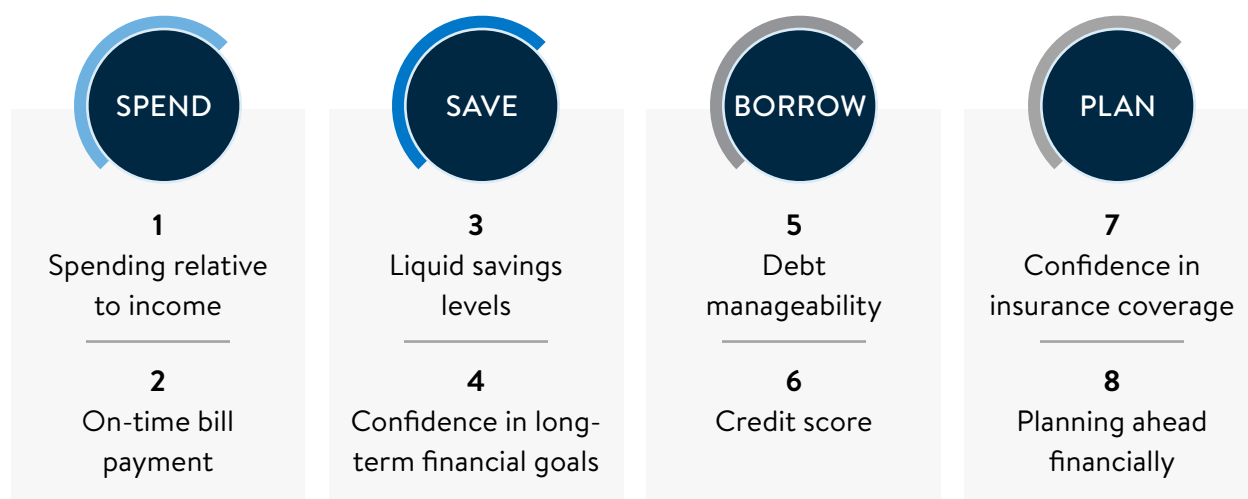 SPEND
1
Spending relative
to income
2
On-time bill
payment
SAVE
3
Liquid savings
levels
4
Confidence in long-
term financial goals
BORROW
5
Debt
manageability
6
Credit score
PLAN
7
Confidence in
insurance coverage
8
Planning ahead
financially